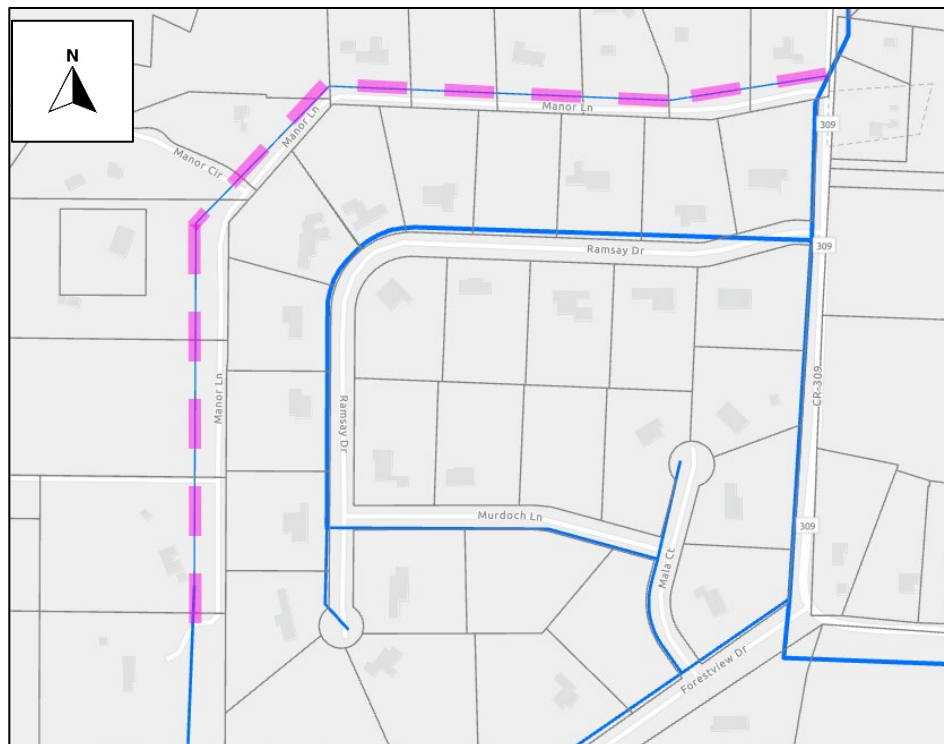 N
Manor Ln
309
Manor Ln
Manor Cir
Ramsay Dr
309
Manor Ln
CR-309
Ramsay Dr
Murdoch Ln
309
Mala Ct
Forestview Dr